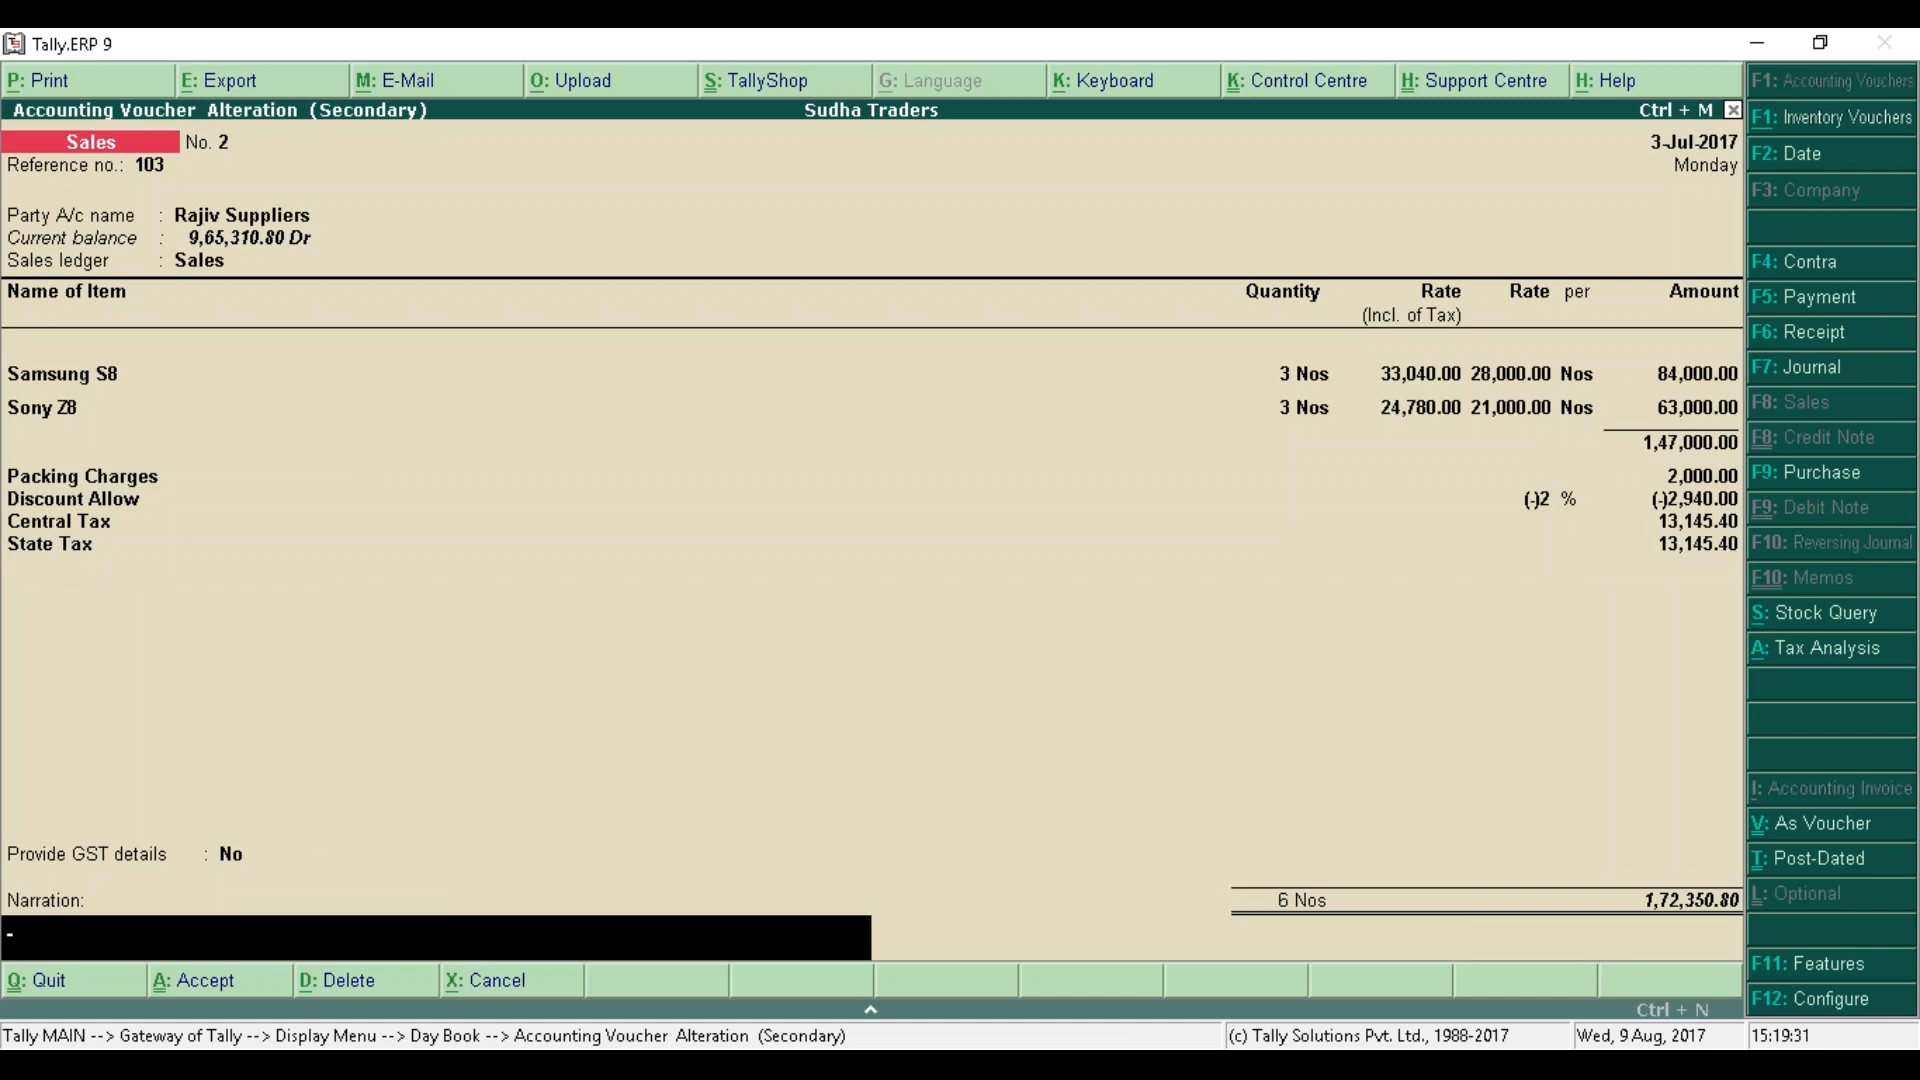 Tally.ERP 9
P: Print E: Export M: E-Mail O: Upload S: TallyShop G: Language K: Keyboard K: Control Centre H: Support Centre H: Help
Accounting Voucher Alteration (Secondary) Sudha Traders Ctrl + M
Sales No. 2 3-Jul-2017
Reference no.: 103 Monday
Party A/c name : Rajiv Suppliers
Current balance : 9,65,310.80 Dr
Sales ledger : Sales
Name of Item Quantity Rate Rate per Amount
(Incl. of Tax)
Samsung S8 3 Nos 33,040.00 28,000.00 Nos 84,000.00
Sony Z8 3 Nos 24,780.00 21,000.00 Nos 63,000.00
1,47,000.00
Packing Charges 2,000.00
Discount Allow (-)2 % (-)2,940.00
Central Tax 13,145.40
State Tax 13,145.40
Provide GST details : No
Narration: 6 Nos 1,72,350.80
Q: Quit A: Accept D: Delete X: Cancel
Ctrl + N
F1: Accounting Vouchers
F1: Inventory Vouchers
F2: Date
F3: Company
F4: Contra
F5: Payment
F6: Receipt
F7: Journal
F8: Sales
F8: Credit Note
F9: Purchase
F9: Debit Note
F10: Reversing Journal
F10: Memos
S: Stock Query
A: Tax Analysis
I: Accounting Invoice
V: As Voucher
T: Post-Dated
L: Optional
F11: Features
F12: Configure
Tally MAIN --> Gateway of Tally --> Display Menu --> Day Book --> Accounting Voucher Alteration (Secondary) (c) Tally Solutions Pvt. Ltd., 1988-2017 Wed, 9 Aug, 2017 15:19:31